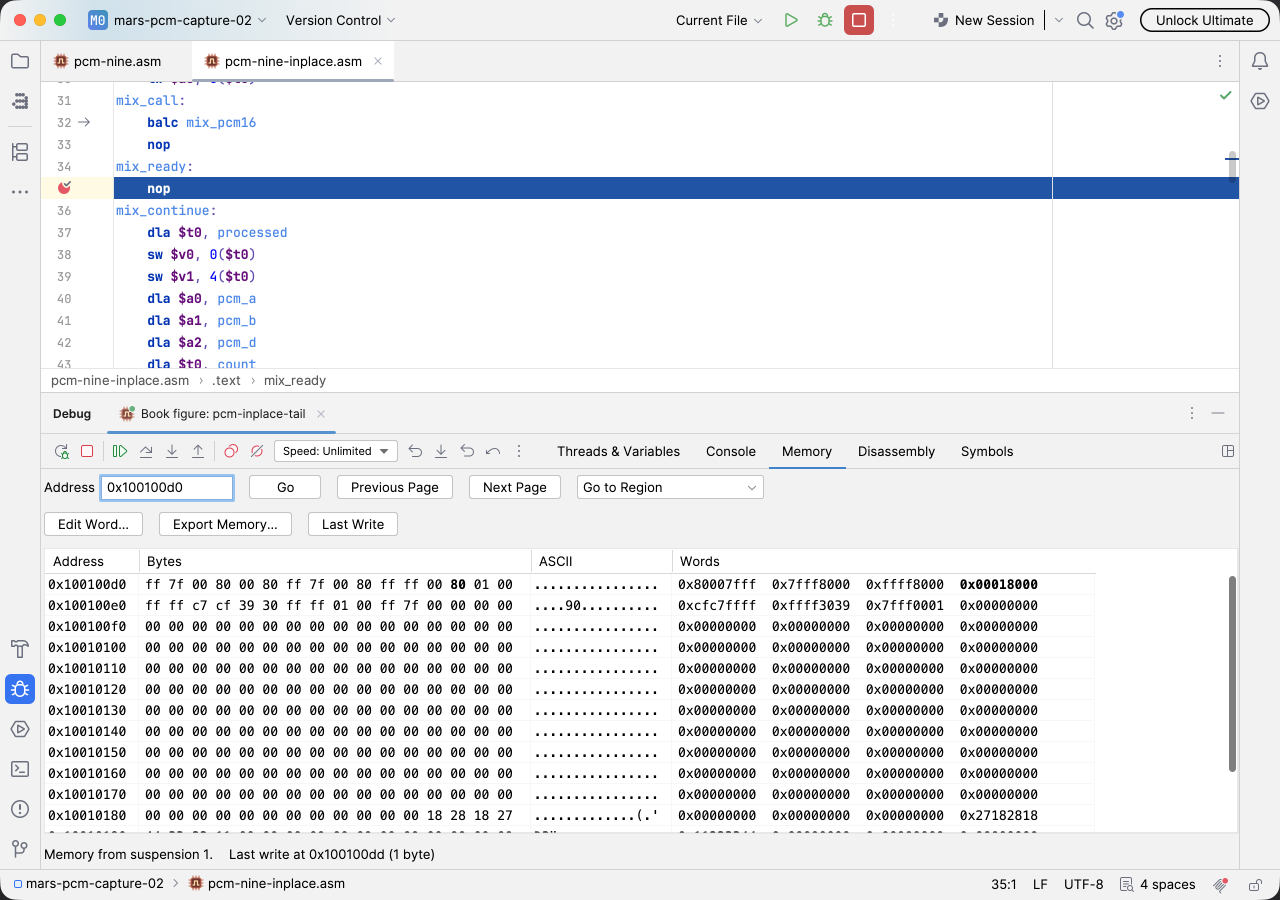 M0 mars-pcm-capture-02 Version Control Current File New Session Unlock Ultimate
pcm-nine.asm pcm-nine-inplace.asm
31 mix_call:
32 balc mix_pcm16
33 nop
34 mix_ready:
nop
36 mix_continue:
37 dla $t0, processed
38 sw $v0, 0($t0)
39 sw $v1, 4($t0)
40 dla $a0, pcm_a
41 dla $a1, pcm_b
42 dla $a2, pcm_d
43 dla $t0, count
pcm-nine-inplace.asm › .text › mix_ready
Debug Book figure: pcm-inplace-tail
Speed: Unlimited Threads & Variables Console Memory Disassembly Symbols
Address 0x100100d0 Go Previous Page Next Page Go to Region
Edit Word... Export Memory... Last Write
Address Bytes ASCII Words
0x100100d0 ff 7f 00 80 00 80 ff 7f 00 80 ff ff 00 80 01 00 ................ 0x80007fff 0x7fff8000 0xffff8000 0x00018000
0x100100e0 ff ff c7 cf 39 30 ff ff 01 00 ff 7f 00 00 00 00 ....90.......... 0xcfc7ffff 0xffff3039 0x7fff0001 0x00000000
0x100100f0 00 00 00 00 00 00 00 00 00 00 00 00 00 00 00 00 ................ 0x00000000 0x00000000 0x00000000 0x00000000
0x10010100 00 00 00 00 00 00 00 00 00 00 00 00 00 00 00 00 ................ 0x00000000 0x00000000 0x00000000 0x00000000
0x10010110 00 00 00 00 00 00 00 00 00 00 00 00 00 00 00 00 ................ 0x00000000 0x00000000 0x00000000 0x00000000
0x10010120 00 00 00 00 00 00 00 00 00 00 00 00 00 00 00 00 ................ 0x00000000 0x00000000 0x00000000 0x00000000
0x10010130 00 00 00 00 00 00 00 00 00 00 00 00 00 00 00 00 ................ 0x00000000 0x00000000 0x00000000 0x00000000
0x10010140 00 00 00 00 00 00 00 00 00 00 00 00 00 00 00 00 ................ 0x00000000 0x00000000 0x00000000 0x00000000
0x10010150 00 00 00 00 00 00 00 00 00 00 00 00 00 00 00 00 ................ 0x00000000 0x00000000 0x00000000 0x00000000
0x10010160 00 00 00 00 00 00 00 00 00 00 00 00 00 00 00 00 ................ 0x00000000 0x00000000 0x00000000 0x00000000
0x10010170 00 00 00 00 00 00 00 00 00 00 00 00 00 00 00 00 ................ 0x00000000 0x00000000 0x00000000 0x00000000
0x10010180 00 00 00 00 00 00 00 00 00 00 00 00 18 28 18 27 .............(.' 0x00000000 0x00000000 0x00000000 0x27182818
Memory from suspension 1. Last write at 0x100100dd (1 byte)
mars-pcm-capture-02 › pcm-nine-inplace.asm 35:1 LF UTF-8 4 spaces